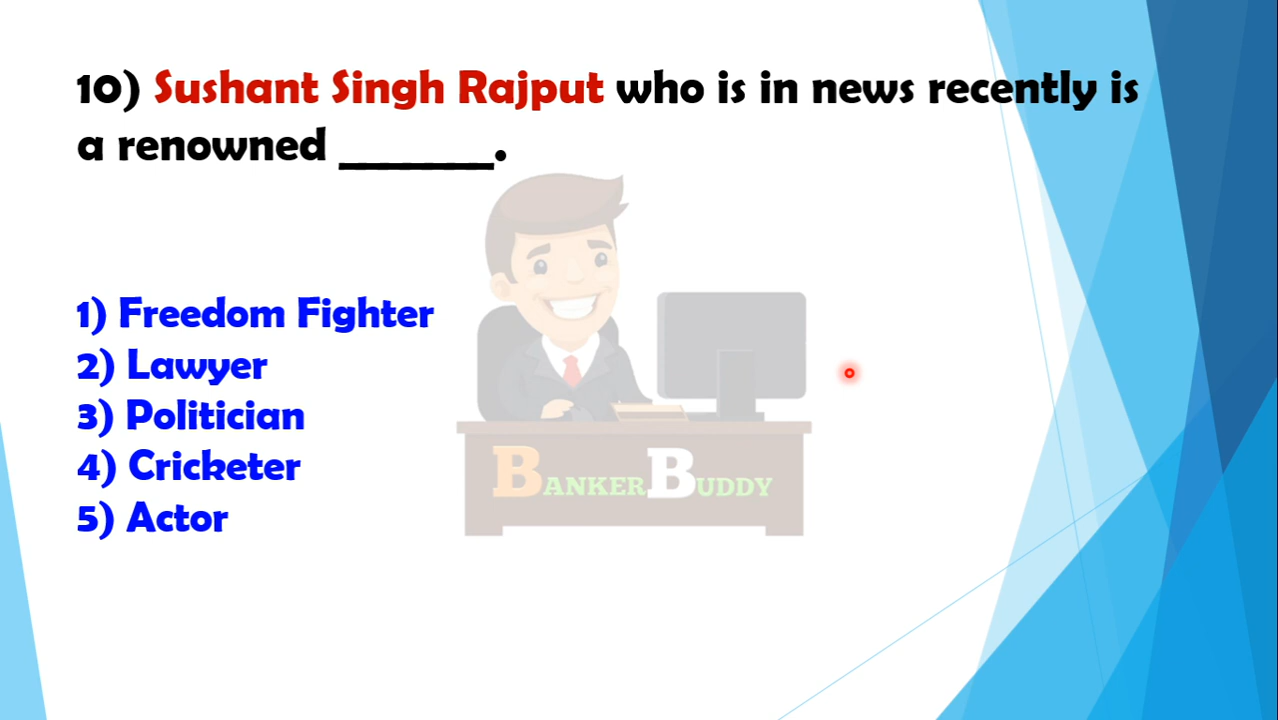 10) Sushant Singh Rajput who is in news recently is
a renowned _______.
1) Freedom Fighter
2) Lawyer
3) Politician
4) Cricketer
5) Actor
BANKERBUDDY